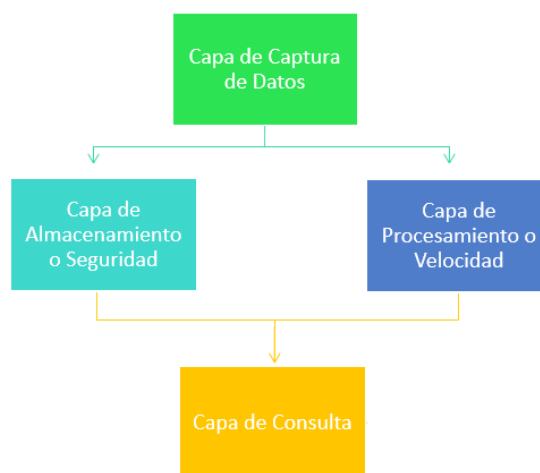 Capa de Captura
de Datos
Capa de
Almacenamiento
o Seguridad
Capa de
Procesamiento o
Velocidad
Capa de Consulta